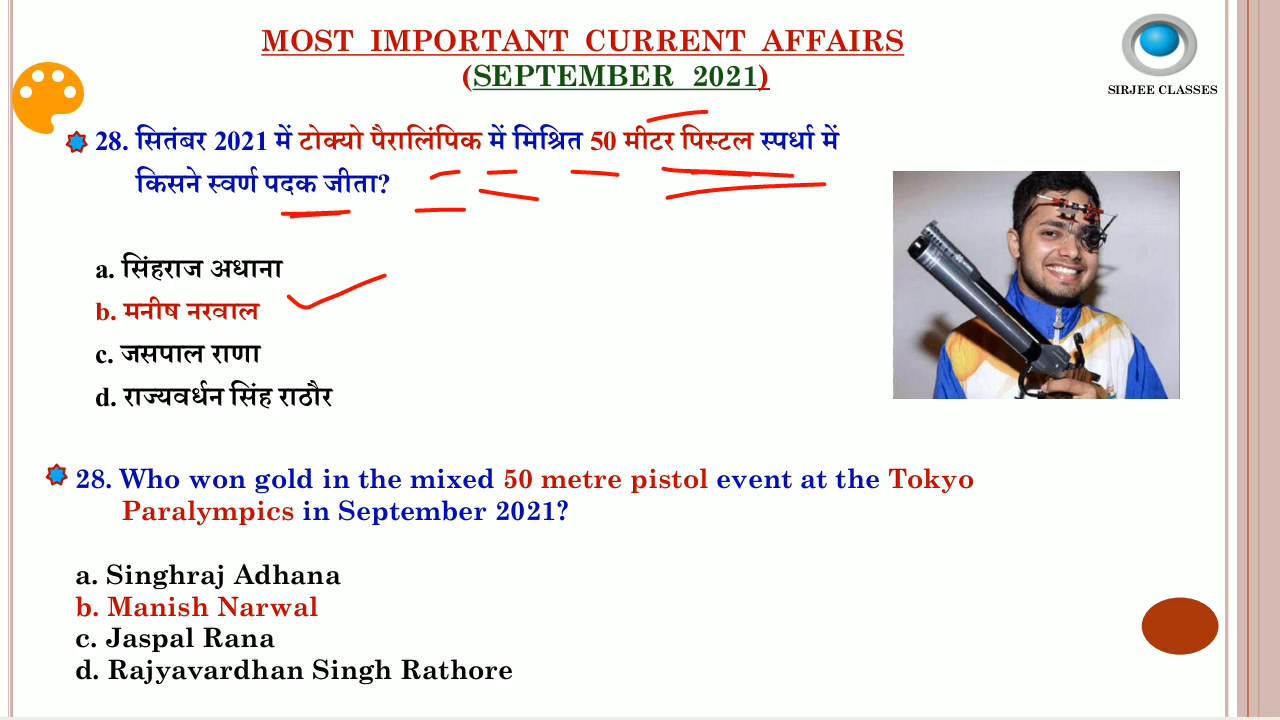 MOST IMPORTANT CURRENT AFFAIRS
(SEPTEMBER 2021)
SIRJEE CLASSES
28. सितंबर 2021 में टोक्यो पैरालिंपिक में मिश्रित 50 मीटर पिस्टल स्पर्धा में
किसने स्वर्ण पदक जीता?
a. सिंहराज अधाना
b. मनीष नरवाल
c. जसपाल राणा
d. राज्यवर्धन सिंह राठौर
28. Who won gold in the mixed 50 metre pistol event at the Tokyo
Paralympics in September 2021?
a. Singhraj Adhana
b. Manish Narwal
c. Jaspal Rana
d. Rajyavardhan Singh Rathore